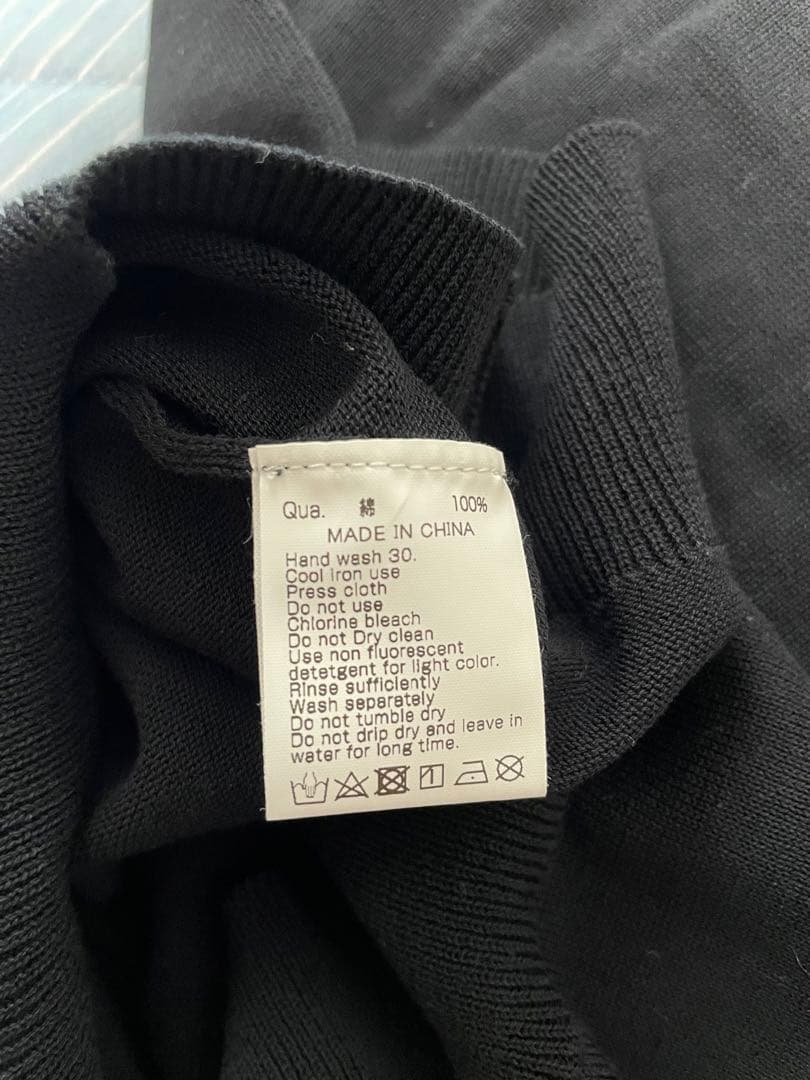 Qua. 綿 100%
MADE IN CHINA
Hand wash 30.
Cool iron use
Press cloth
Do not use
Chlorine bleach
Do not Dry clean
Use non fluorescent
detetgent for light color.
Rinse sufficiently
Wash separately
Do not tumble dry
Do not drip dry and leave in
water for long time.